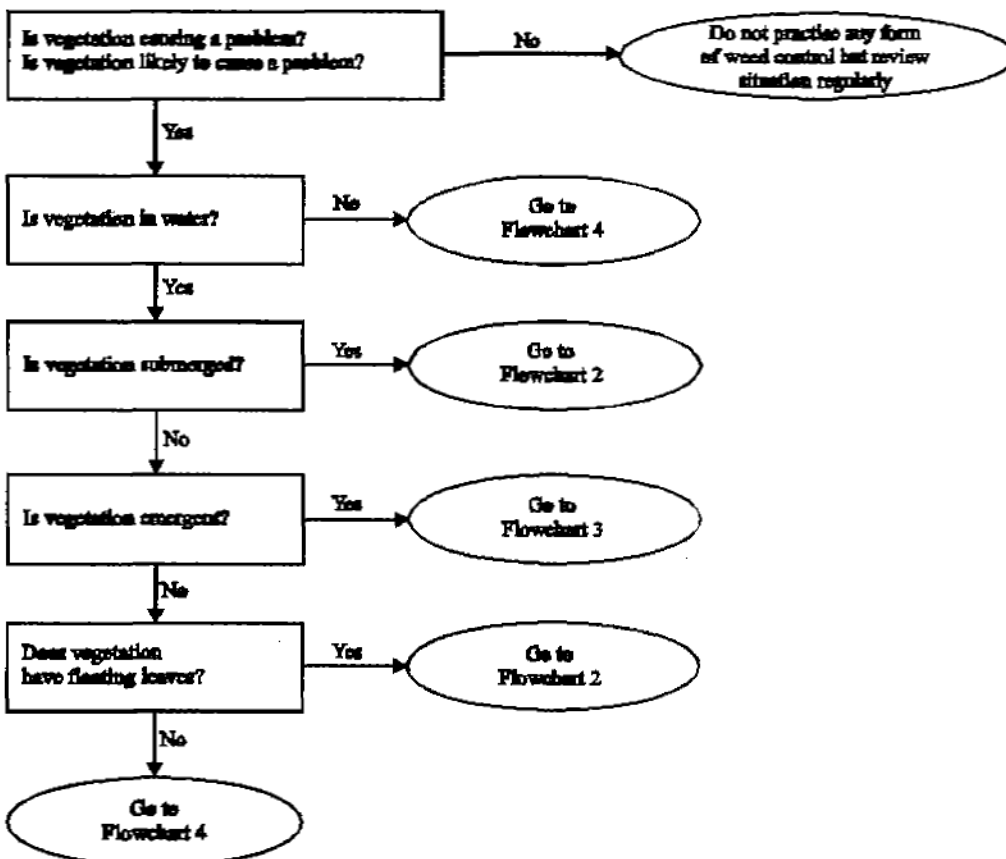 Is vegetation causing a problem?
Is vegetation likely to cause a problem?
No
Do not practise any form
of weed control but review
situation regularly
Yes
Is vegetation in water?
No
Go to
Flowchart 4
Yes
Is vegetation submerged?
Yes
Go to
Flowchart 2
No
Is vegetation emergent?
Yes
Go to
Flowchart 3
No
Does vegetation
have floating leaves?
Yes
Go to
Flowchart 2
No
Go to
Flowchart 4